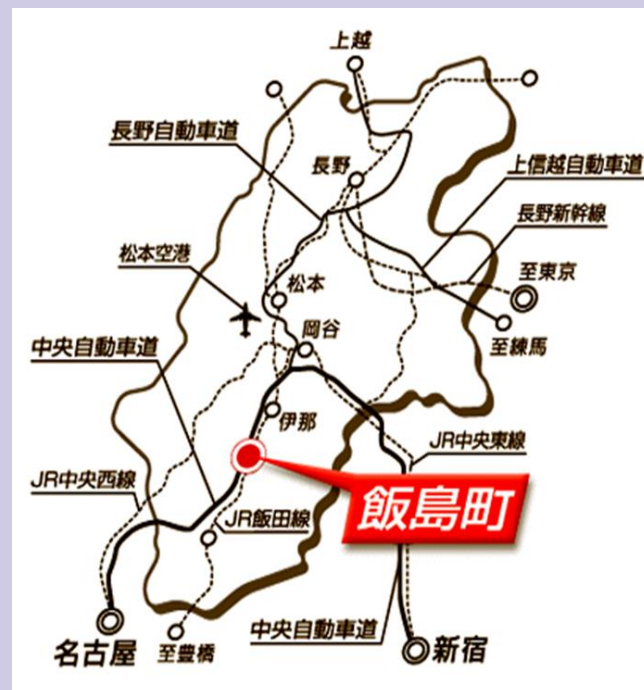 上越
長野自動車道
長野
上信越自動車道
長野新幹線
松本空港
松本
至東京
岡谷
至練馬
中央自動車道
伊那
JR中央東線
JR中央西線
飯島町
JR飯田線
中央自動車道
名古屋
至豊橋
新宿